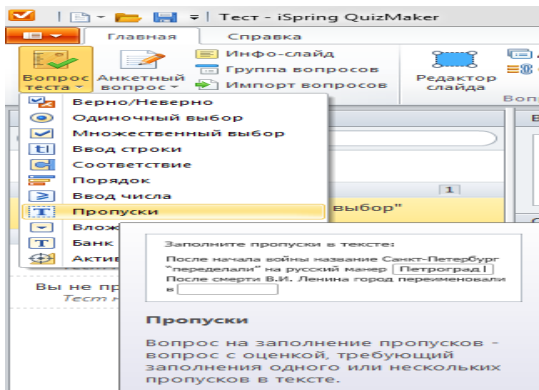 Тест - iSpring QuizMaker
Главная Справка
Вопрос теста
Анкетный вопрос
Инфо-слайд
Группа вопросов
Импорт вопросов
Редактор слайда
Верно/Неверно
Одиночный выбор
Множественный выбор
Ввод строки
Соответствие
Порядок
Ввод числа
1
Пропуски
выбор"
Влож
Банк
Актив
Вы не пр
Тест н
Заполните пропуски в тексте:
После начала войны название Санкт-Петербург
"переделали" на русский манер Петроград
После смерти В.И. Ленина город переименовали
в
Пропуски
Вопрос на заполнение пропусков -
вопрос с оценкой, требующий
заполнения одного или нескольких
пропусков в тексте.